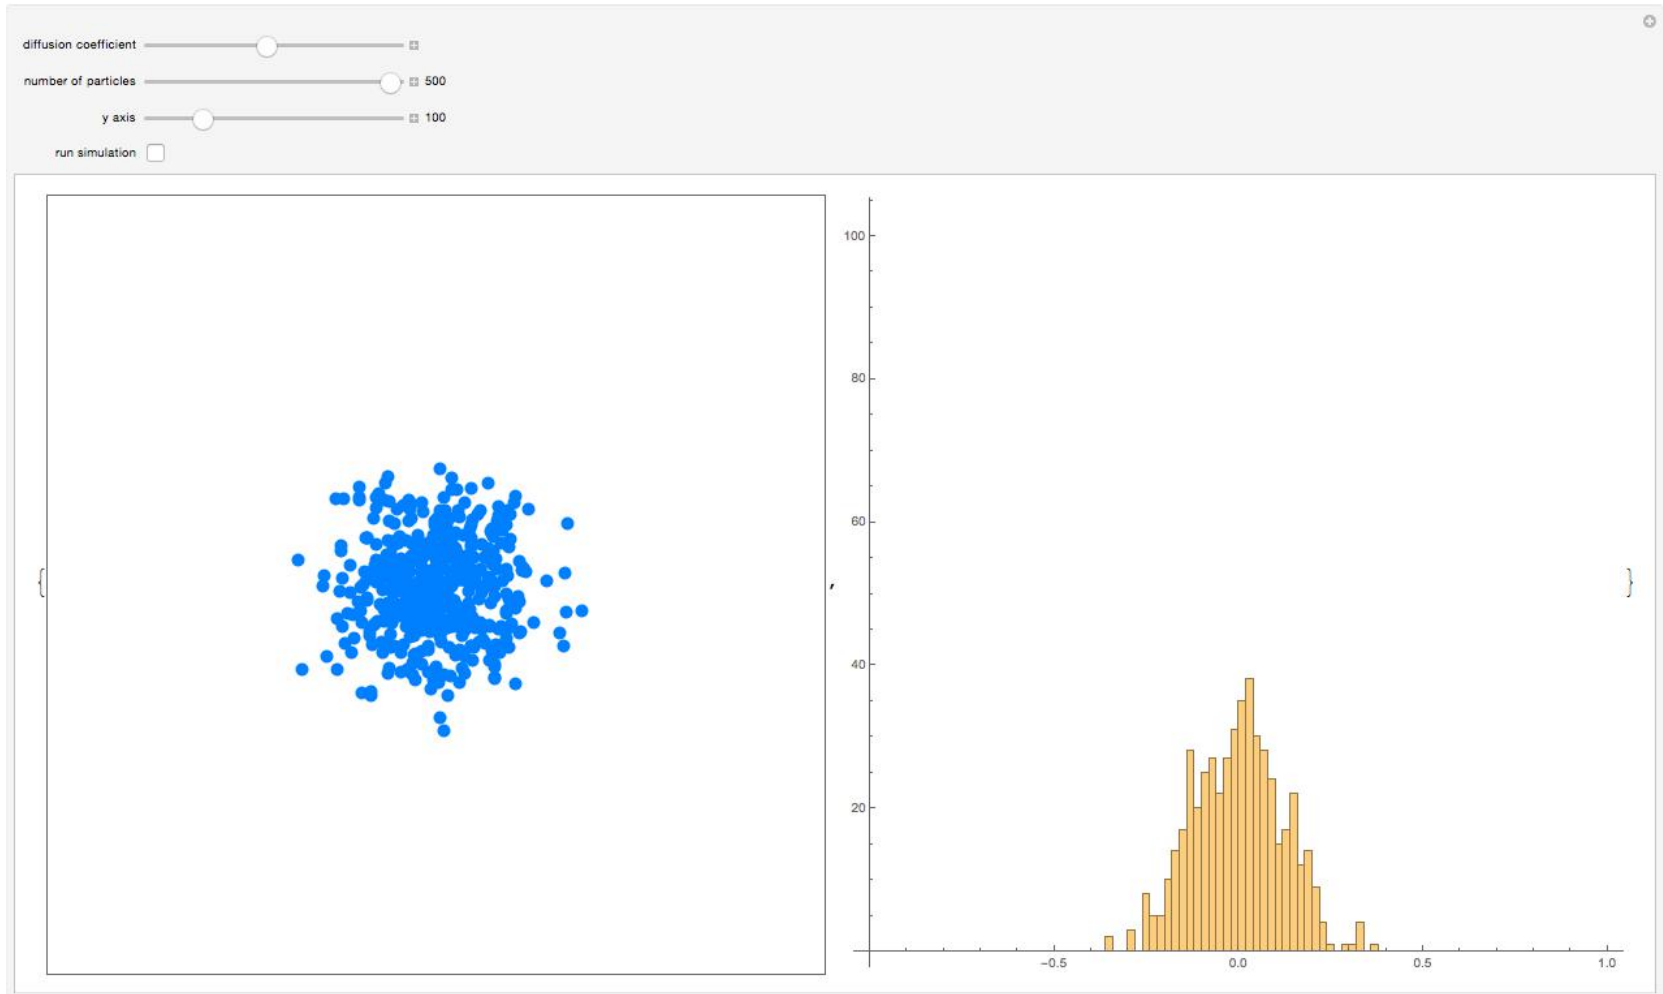 diffusion coefficient
number of particles 500
y axis 100
run simulation
{
,
}
100
80
60
40
20
-0.5 0.0 0.5 1.0